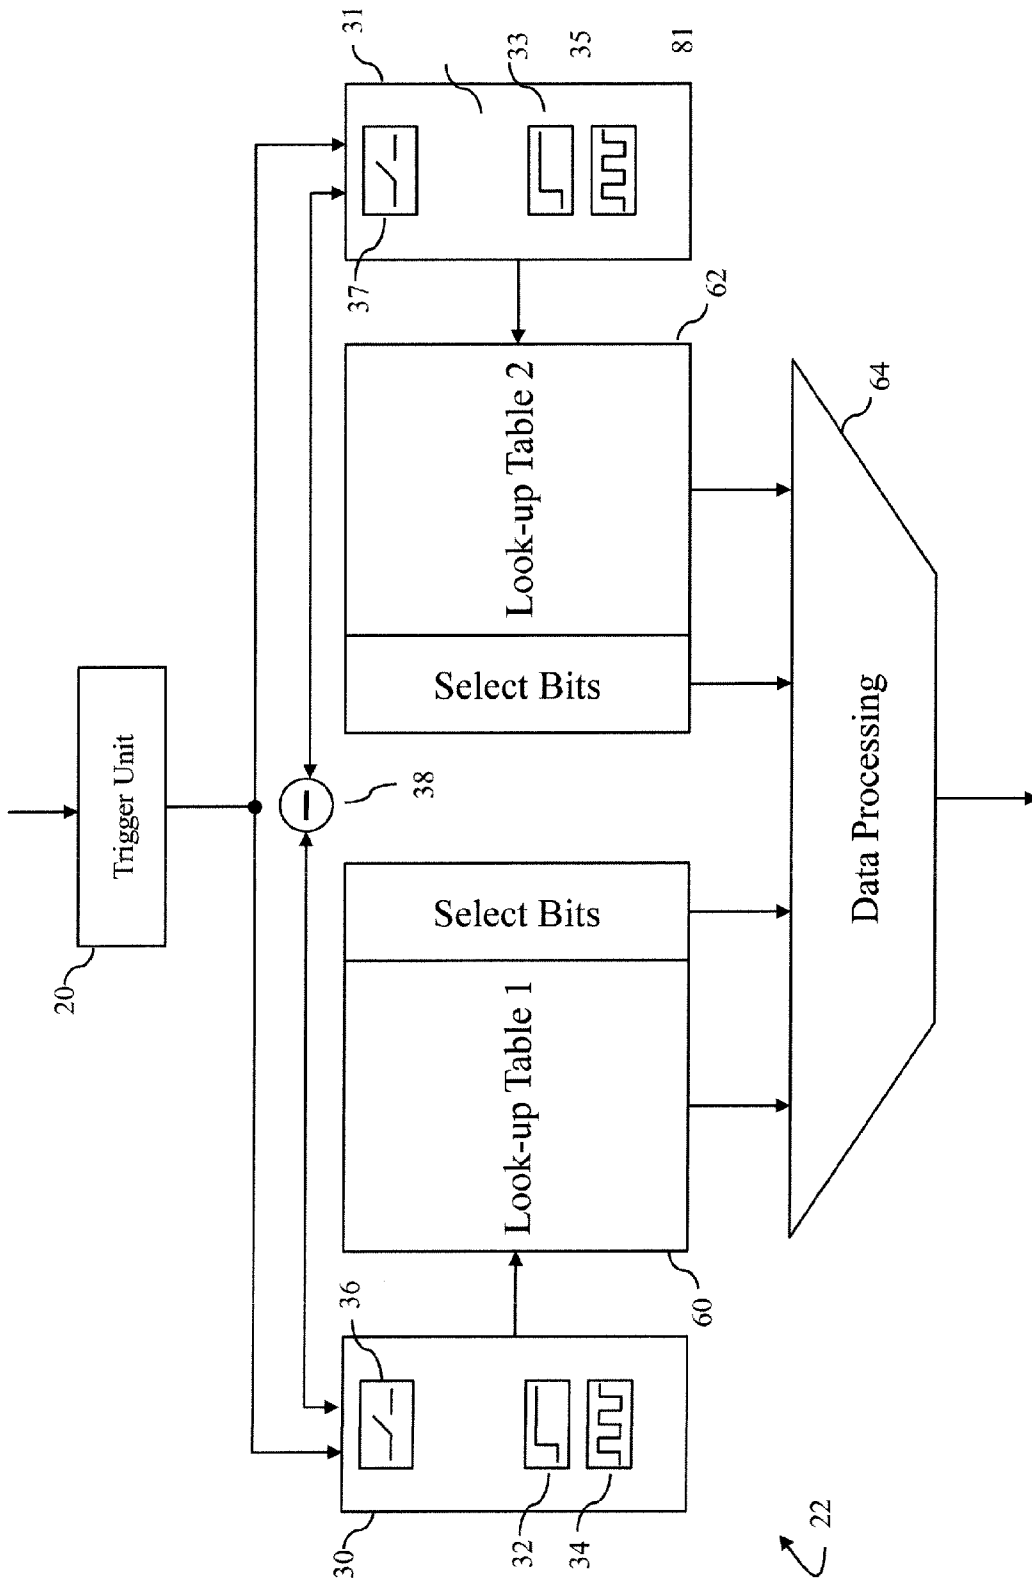 31
33
35
81
37
62
Look-up Table 2
Select Bits
64
Trigger Unit
20
38
Data Processing
Select Bits
Look-up Table 1
60
36
30
32
34
22